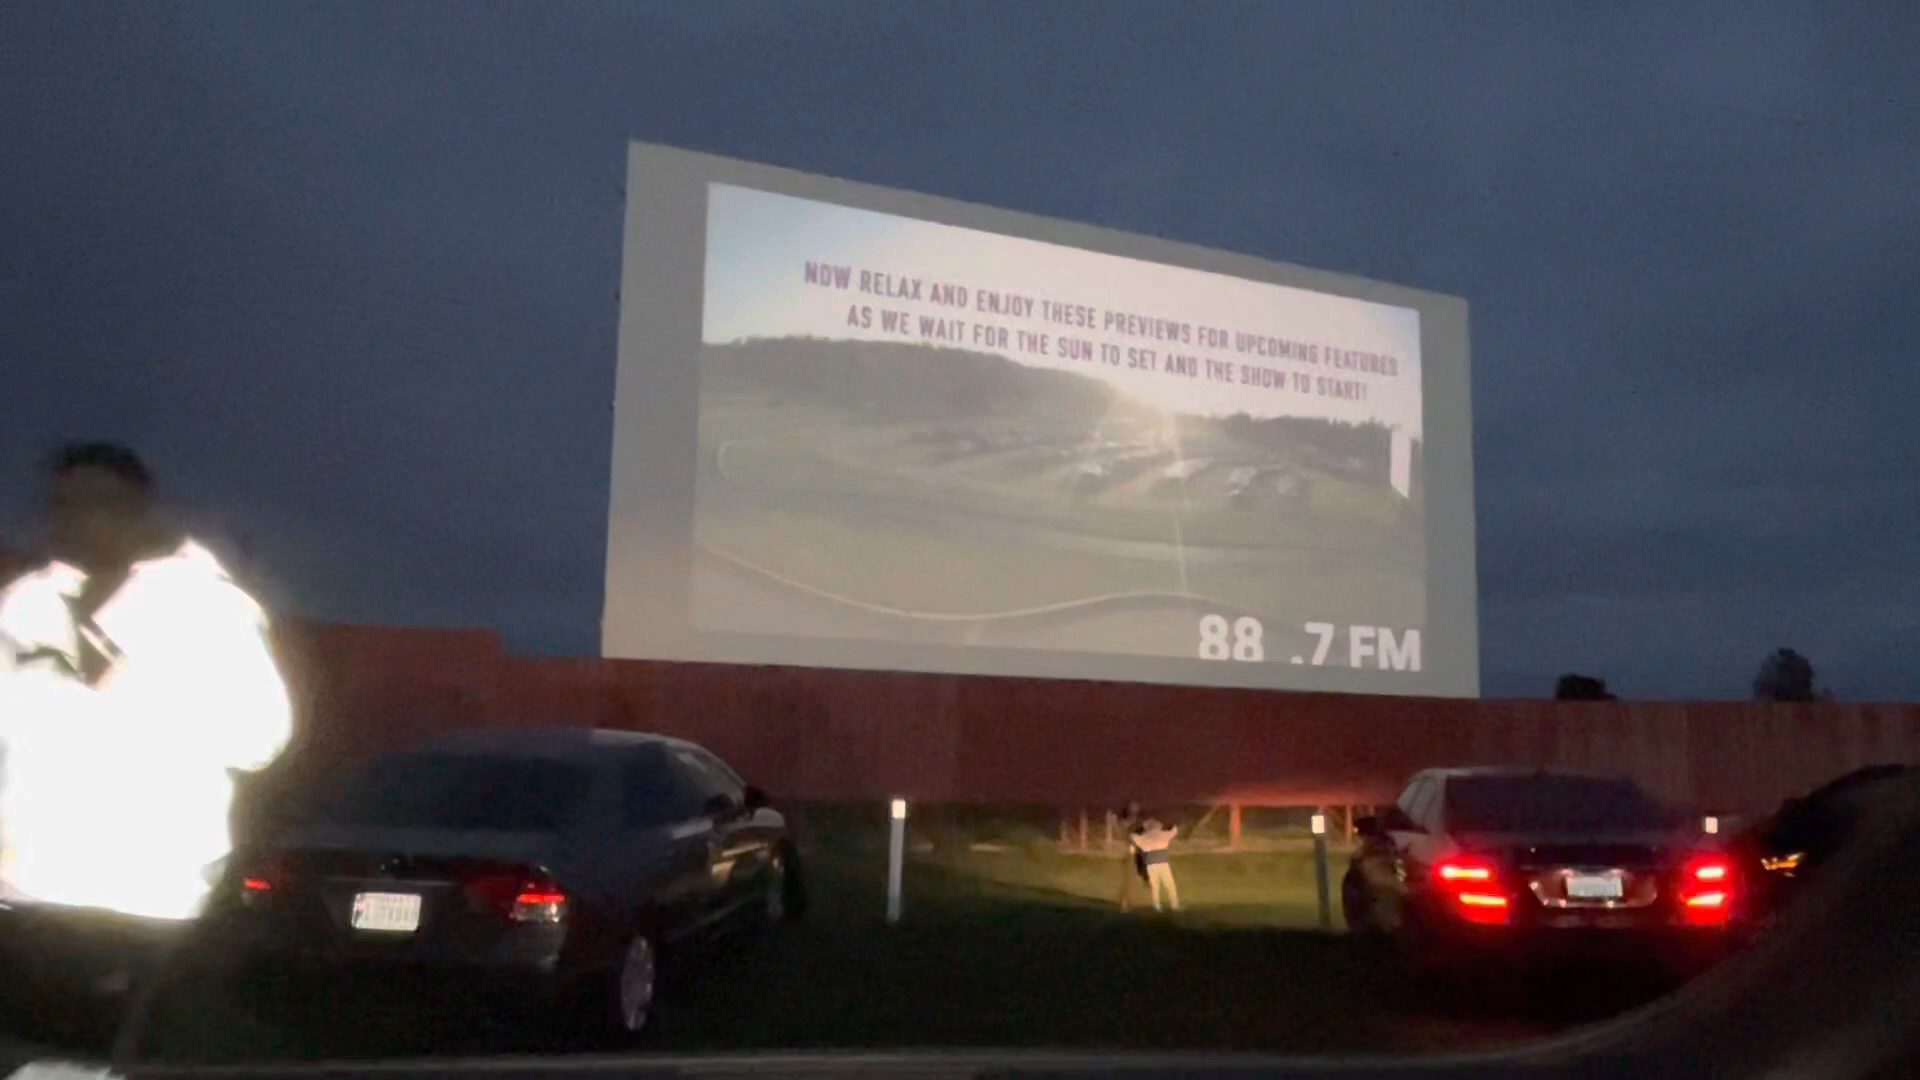 NOW RELAX AND ENJOY THESE PREVIEWS FOR UPCOMING FEATURES
AS WE WAIT FOR THE SUN TO SET AND THE SHOW TO START!
88 .7 FM